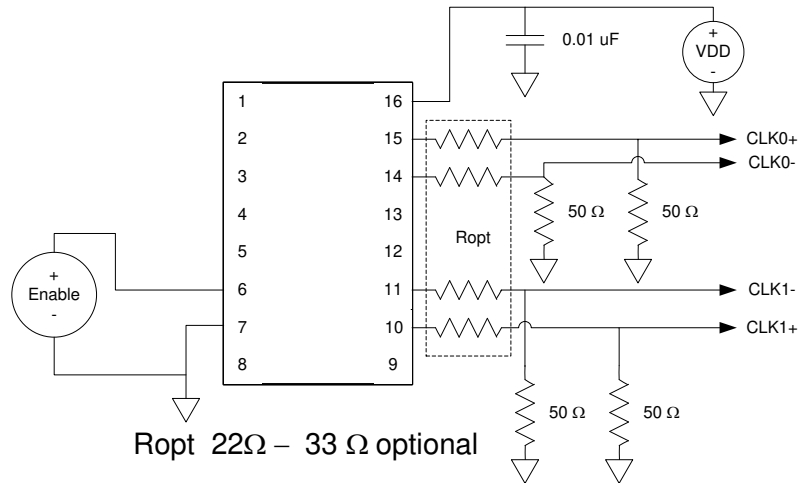 0.01 uF
+
VDD
-
1 16
2 15 CLK0+
CLK0-
3 14
4 13 50 Ω 50 Ω
5 12 Ropt
+
Enable
-
6 11 CLK1-
7 10 CLK1+
8 9
50 Ω 50 Ω
Ropt 22Ω – 33 Ω optional